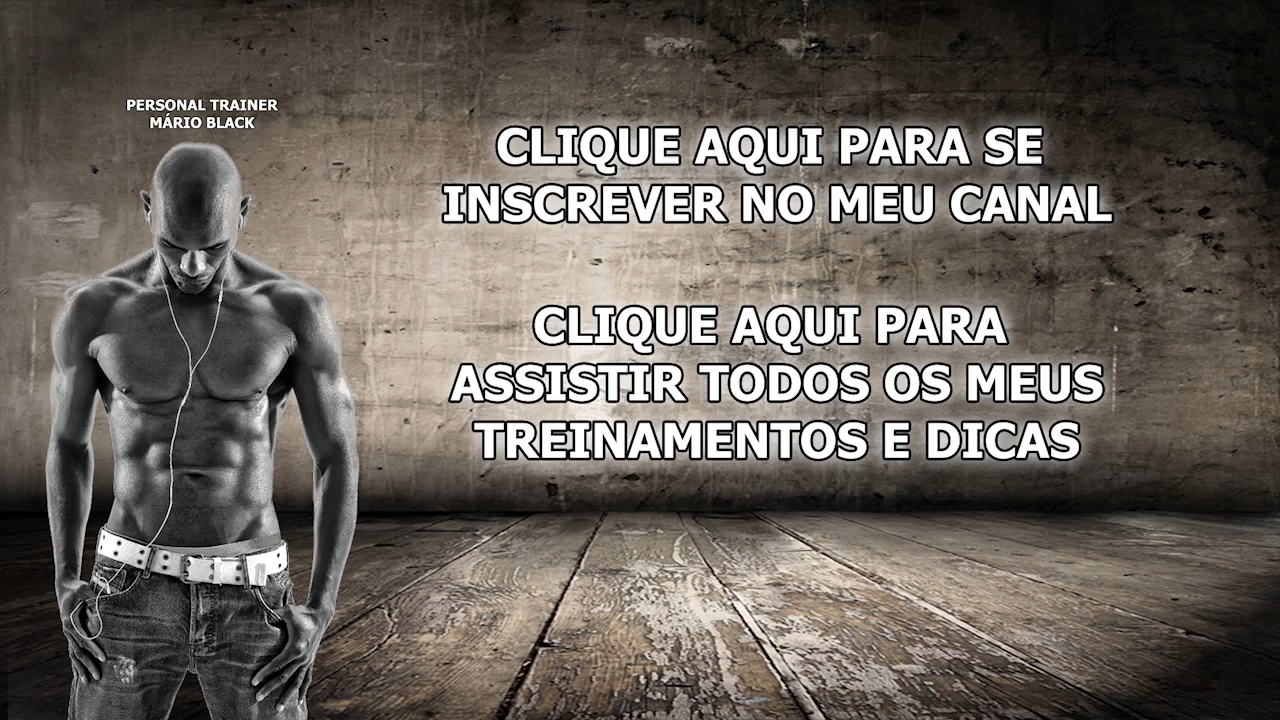 PERSONAL TRAINER
MÁRIO BLACK
CLIQUE AQUI PARA SE
INSCREVER NO MEU CANAL
CLIQUE AQUI PARA
ASSISTIR TODOS OS MEUS
TREINAMENTOS E DICAS